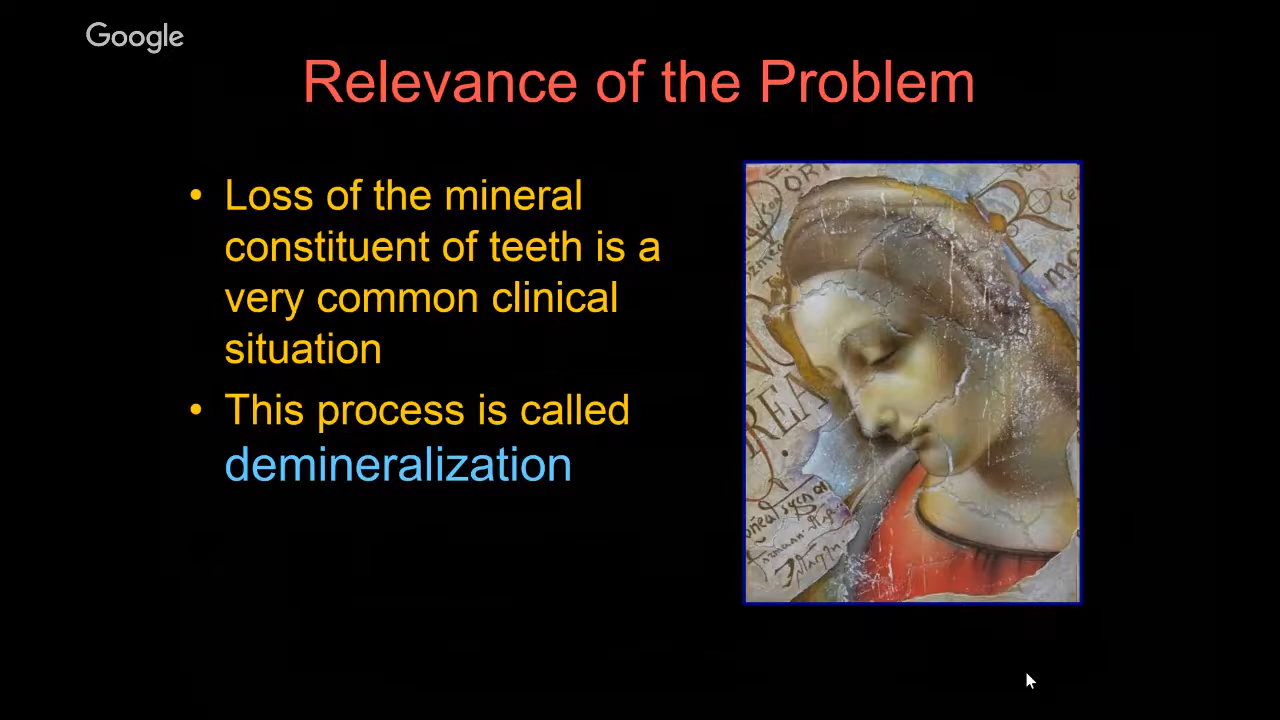 Google
Relevance of the Problem
• Loss of the mineral
constituent of teeth is a
very common clinical
situation
• This process is called
demineralization